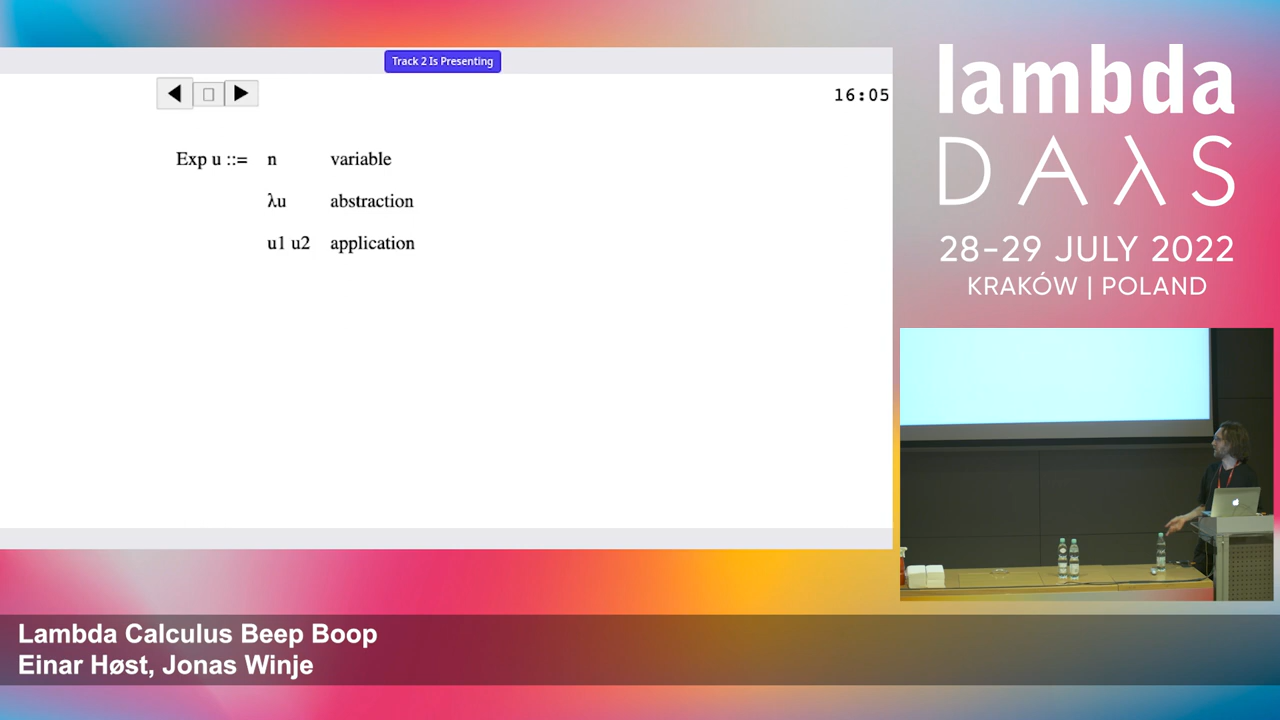 Track 2 Is Presenting
16:05
Exp u ::= n variable
λu abstraction
u1 u2 application
lambda
DAλS
28–29 JULY 2022
KRAKÓW | POLAND
Lambda Calculus Beep Boop
Einar Høst, Jonas Winje